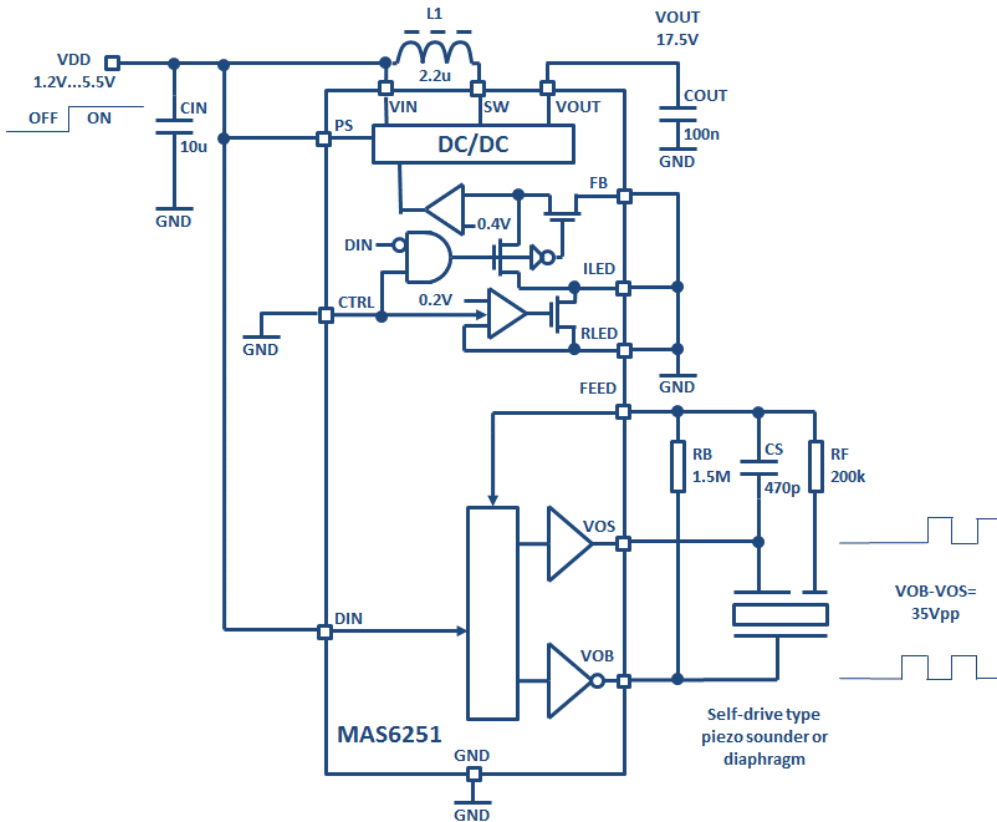 L1
VOUT
17.5V
VDD
1.2V...5.5V
2.2u
COUT
CIN
VIN
SW
VOUT
OFF
ON
PS
10u
DC/DC
100n
GND
FB
GND
0.4V
DIN
ILED
CTRL
0.2V
RLED
GND
GND
FEED
RB
1.5M
CS
470p
RF
200k
VOS
VOB-VOS=
35Vpp
DIN
VOB
Self-drive type
piezo sounder or
diaphragm
MAS6251
GND
GND